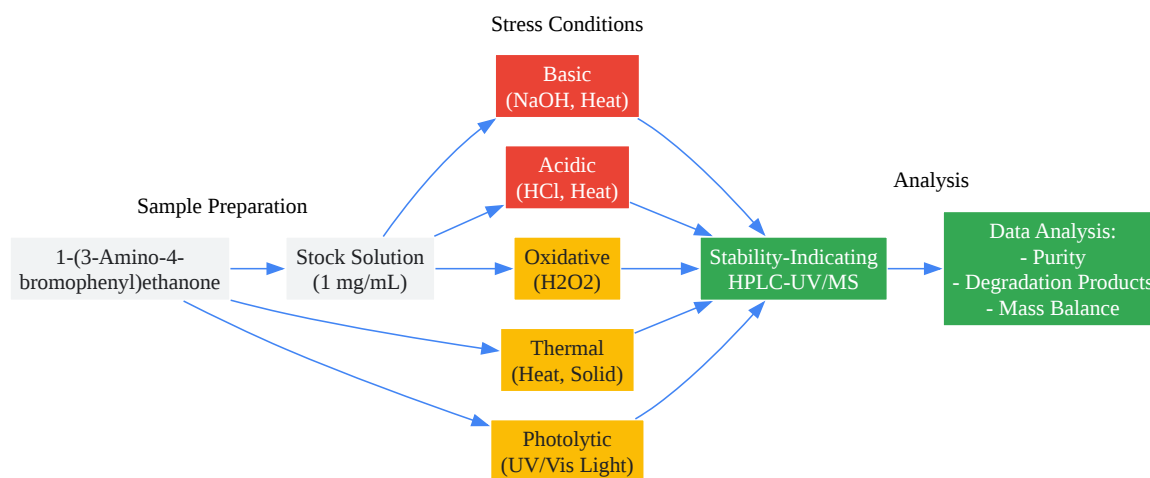 Stress Conditions
Basic
(NaOH, Heat)
Acidic
(HCl, Heat)
Analysis
Sample Preparation
1-(3-Amino-4-
bromophenyl)ethanone
Stock Solution
(1 mg/mL)
Oxidative
(H2O2)
Stability-Indicating
HPLC-UV/MS
Data Analysis:
- Purity
- Degradation Products
- Mass Balance
Thermal
(Heat, Solid)
Photolytic
(UV/Vis Light)